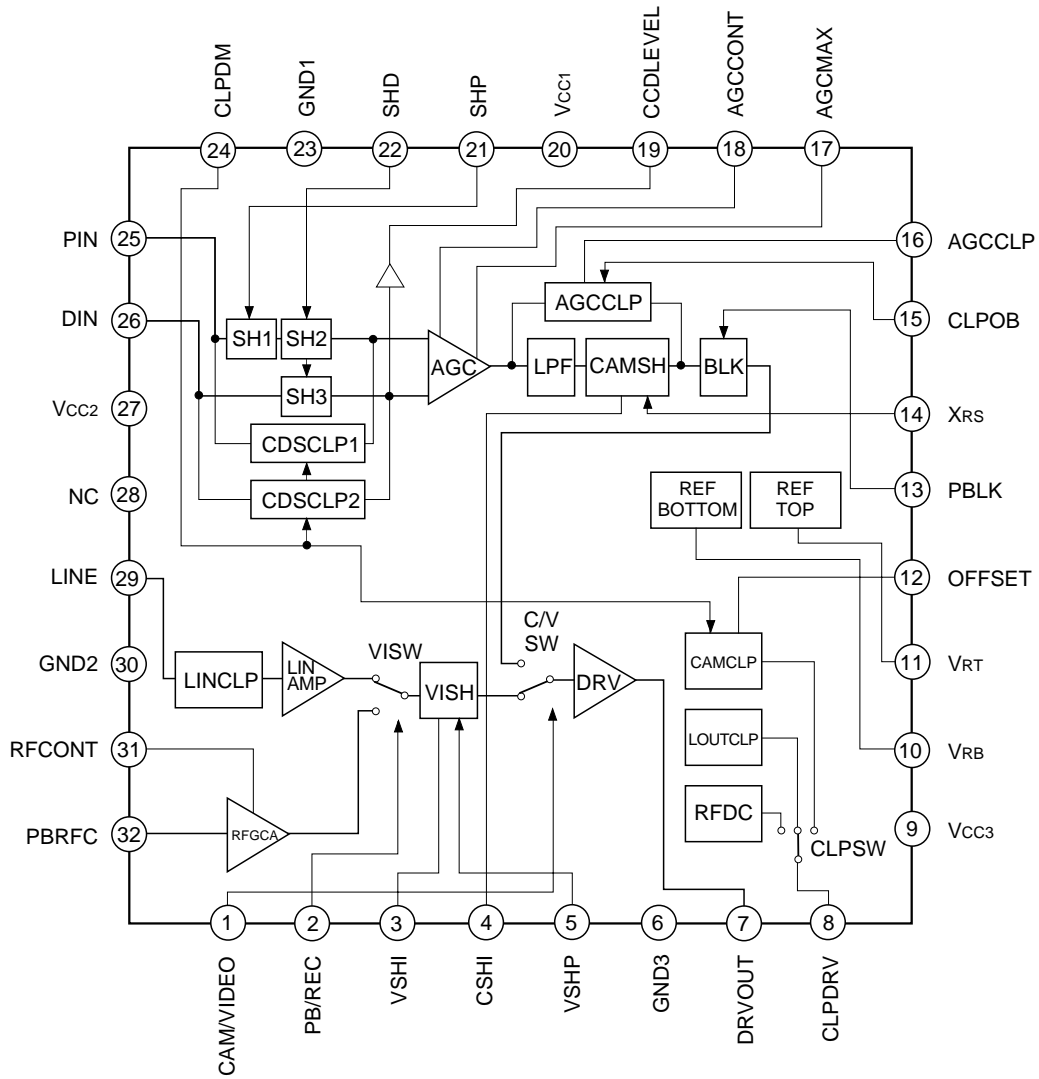 CLPDM
GND1
SHD
SHP
VCC1
CCDLEVEL
AGCCONT
AGCMAX
24
23
22
21
20
19
18
17
PIN
25
16
AGCCLP
DIN
26
AGCCLP
15
CLPOB
SH1
SH2
AGC
LPF
CAMSH
BLK
SH3
VCC2
27
14
XRS
CDSCLP1
NC
28
CDSCLP2
REF
BOTTOM
REF
TOP
13
PBLK
LINE
29
12
OFFSET
C/V
SW
GND2
30
VISW
LINCLP
LIN
AMP
VISH
DRV
CAMCLP
11
VRT
RFCONT
31
LOUTCLP
10
VRB
PBRFC
32
RFGCA
RFDC
CLPSW
9
VCC3
1
2
3
4
5
6
7
8
CAM/VIDEO
PB/REC
VSHI
CSHI
VSHP
GND3
DRVOUT
CLPDRV